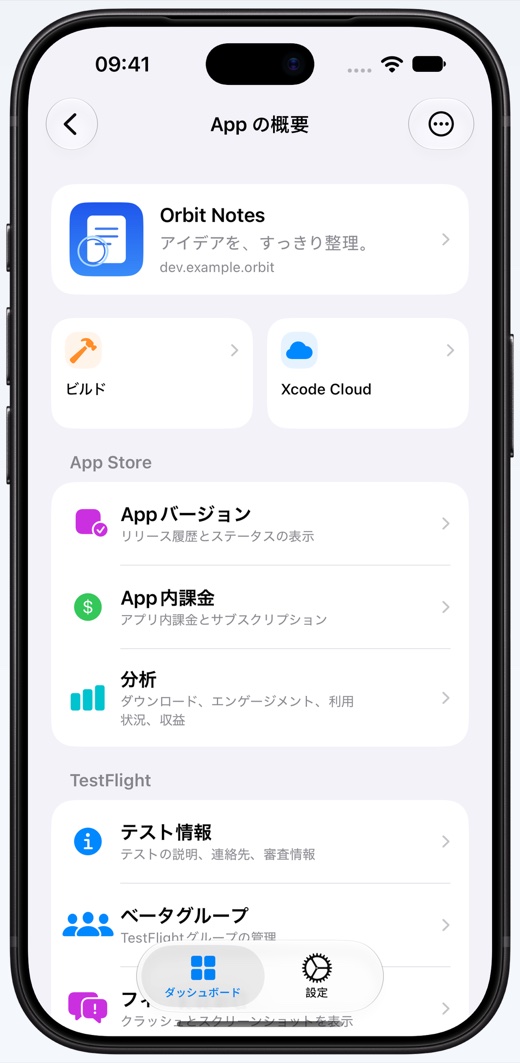 09:41
App の概要
Orbit Notes
アイデアを、すっきり整理。
dev.example.orbit
ビルド
Xcode Cloud
App Store
Appバージョン
リリース履歴とステータスの表示
App内課金
アプリ内課金とサブスクリプション
$
分析
ダウンロード、エンゲージメント、利用
状況、収益
TestFlight
テスト情報
テストの説明、連絡先、審査情報
ベータグループ
TestFlightグループの管理
フィ
クラッシュとスクリーンショットを表示
ダッシュボード
設定